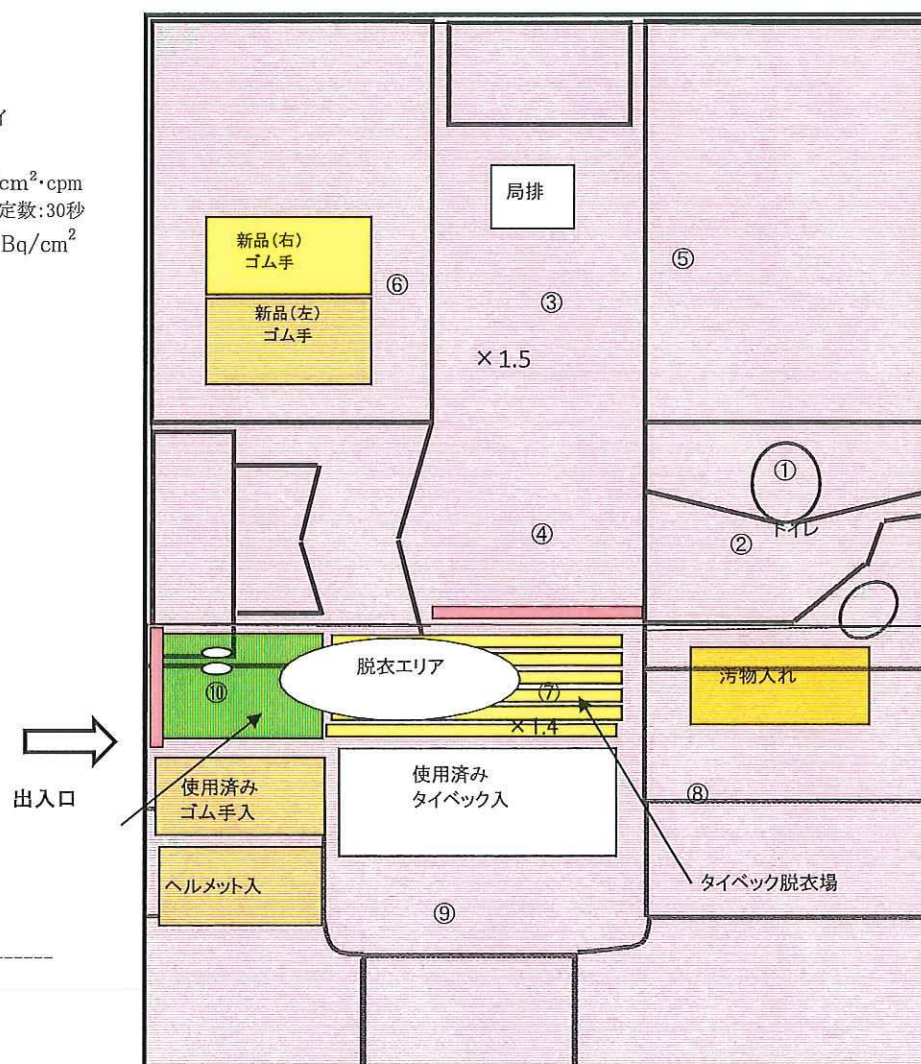 イ
cm²・cpm
定数:30秒
Bq/cm²
局排
新品(右)
ゴム手
新品(左)
ゴム手
⑥
⑤
③
×1.5
①
トイレ
④
②
脱衣エリア
⑩
⑦
×1.4
汚物入れ
出入口
使用済み
ゴム手入
使用済み
タイベック入
⑧
ヘルメット入
タイベック脱衣場
⑨